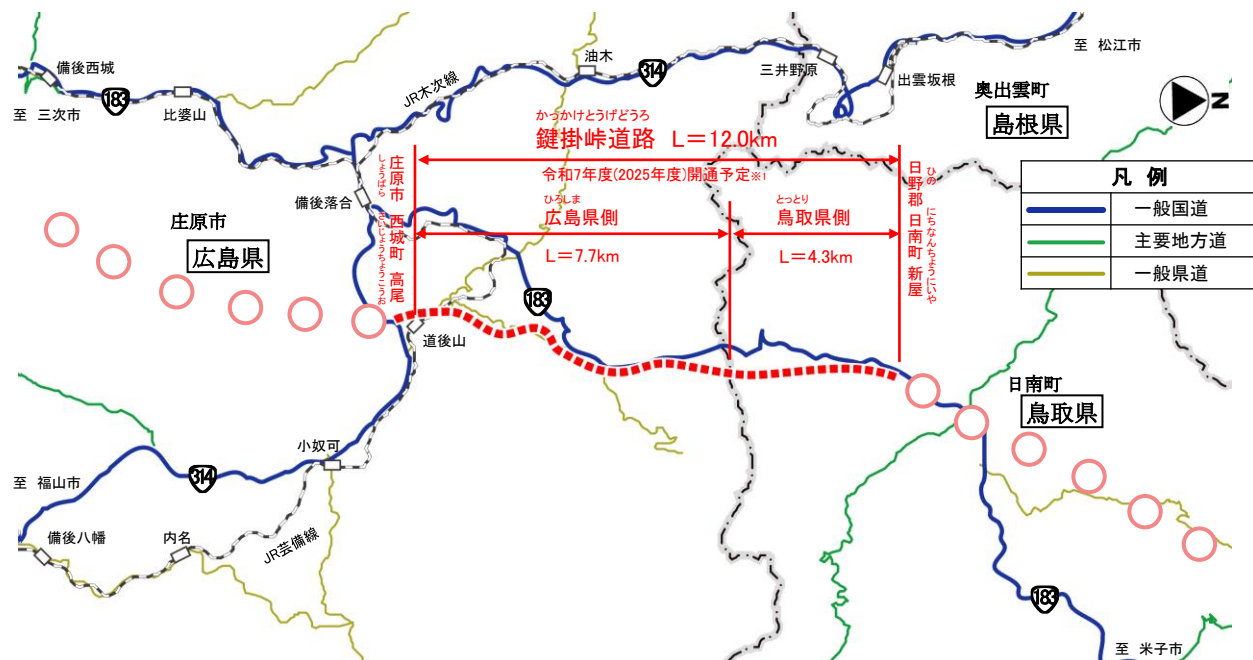 至 松江市
油木
314
三井野原
備後西城
出雲坂根
JR木次線
183
比婆山
至 三次市
奥出雲町
島根県
N
かっかけとうげどうろ
鍵掛峠道路 L=12.0km
令和7年度(2025年度)開通予定※1
凡 例
一般国道
主要地方道
一般県道
しょうばら さいじょうちょうこうお
庄原市 西城町 高尾
備後落合
ひろしま
広島県側
L=7.7km
とっとり
鳥取県側
L=4.3km
ひの にちなんちょうにいや
日野郡 日南町 新屋
庄原市
広島県
183
道後山
日南町
鳥取県
小奴可
314
至 福山市
備後八幡
内名
JR芸備線
183
至 米子市